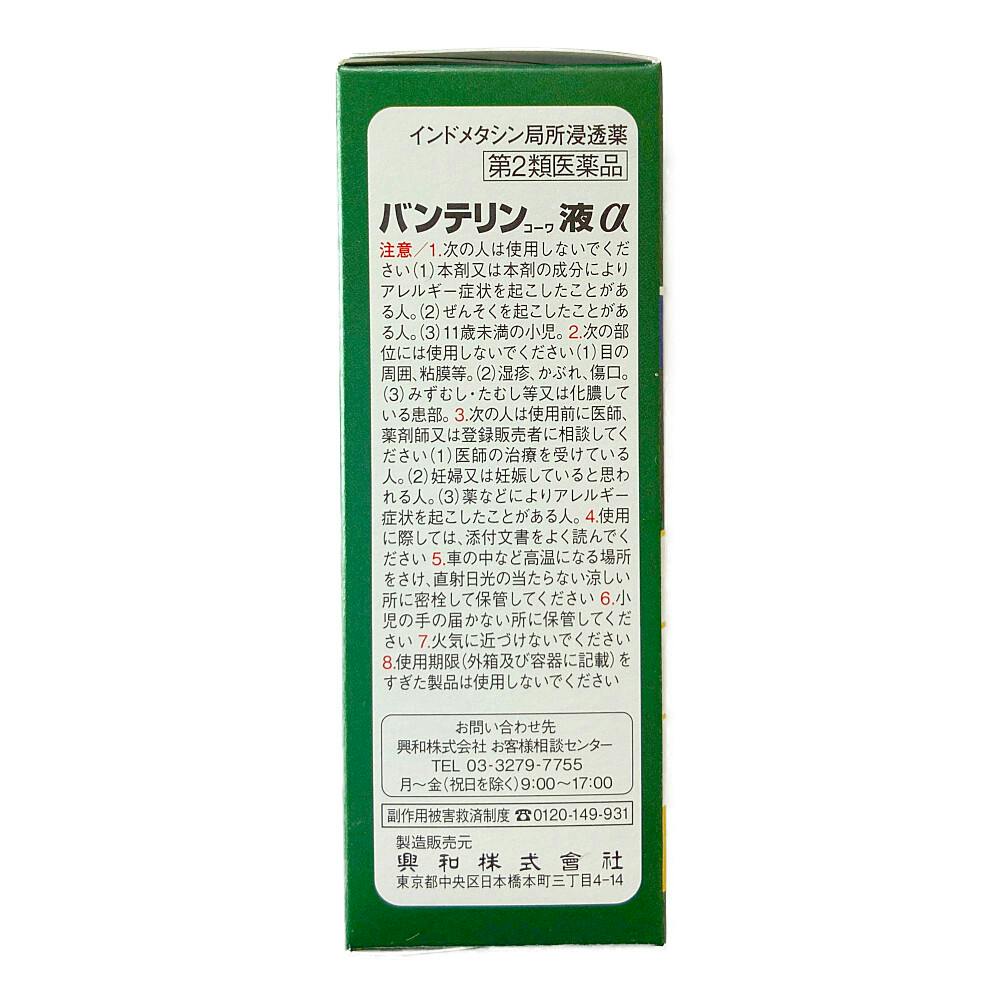 インドメタシン局所浸透薬
第2類医薬品
バンテリンコーワ液α
注意/1.次の人は使用しないでくだ
さい(1)本剤又は本剤の成分により
アレルギー症状を起こしたことがあ
る人。(2)ぜんそくを起こしたことがあ
る人。(3)11歳未満の小児。2.次の部
位には使用しないでください(1)目の
周囲、粘膜等。(2)湿疹、かぶれ、傷口。
(3)みずむし・たむし等又は化膿して
いる患部。3.次の人は使用前に医師、
薬剤師又は登録販売者に相談してく
ださい(1)医師の治療を受けている
人。(2)妊婦又は妊娠していると思わ
れる人。(3)薬などによりアレルギー
症状を起こしたことがある人。4.使用
に際しては、添付文書をよく読んでく
ださい 5.車の中など高温になる場所
をさけ、直射日光の当たらない涼しい
所に密栓して保管してください 6.小
児の手の届かない所に保管してくだ
さい 7.火気に近づけないでください
8.使用期限(外箱及び容器に記載)を
すぎた製品は使用しないでください
お問い合わせ先
興和株式会社 お客様相談センター
TEL 03-3279-7755
月〜金(祝日を除く)9:00〜17:00
副作用被害救済制度 ☎0120-149-931
製造販売元
興和株式會社
東京都中央区日本橋本町三丁目4-14